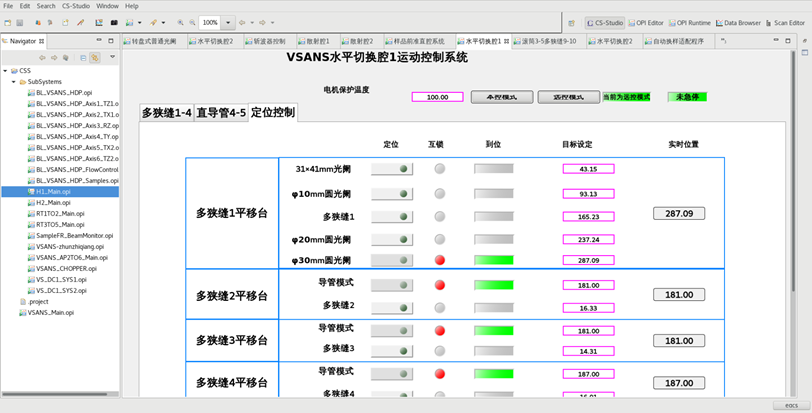 File Edit Search CS-Studio Window Help
100%
CS-Studio OPI Editor OPI Runtime Data Browser Scan Editor
Navigator
转盘式普通光阑 水平切换腔2 斩波器控制 散射腔1 散射腔2 样品前准直腔系统 水平切换腔1 滚筒3-5多狭缝9-10 水平切换腔2 自动换样适配程序
CSS
SubSystems
BL_VSANS_HDP.opi
BL_VSANS_HDP_Axis1_TZ1.o
BL_VSANS_HDP_Axis2_TX1.o
BL_VSANS_HDP_Axis3_RZ.op
BL_VSANS_HDP_Axis4_TY.op
BL_VSANS_HDP_Axis5_TX2.o
BL_VSANS_HDP_Axis6_TZ2.o
BL_VSANS_HDP_FlowControl.
BL_VSANS_HDP_Samples.opi
H1_Main.opi
H2_Main.opi
RT1TO2_Main.opi
RT3TO5_Main.opi
SampleFR_BeamMonitor.opi
VSANS-zhunzhiqiang.opi
VSANS_AP2TO6_Main.opi
VSANS_CHOPPER.opi
VS_DC1_SYS1.opi
VS_DC1_SYS2.opi
.project
VSANS_Main.opi
VSANS水平切换腔1运动控制系统
电机保护温度 100.00 本控模式 远控模式 当前为远控模式 未急停
多狭缝1-4 直导管4-5 定位控制
定位 互锁 到位 目标设定 实时位置
多狭缝1平移台
31×41mm光阑 43.15
φ10mm圆光阑 93.13
多狭缝1 165.23 287.09
φ20mm圆光阑 237.24
φ30mm圆光阑 287.09
多狭缝2平移台
导管模式 181.00
181.00
多狭缝2 16.33
多狭缝3平移台
导管模式 181.00
181.00
多狭缝3 14.31
多狭缝4平移台
导管模式 187.00
187.00
多狭缝4 16.01
eacs